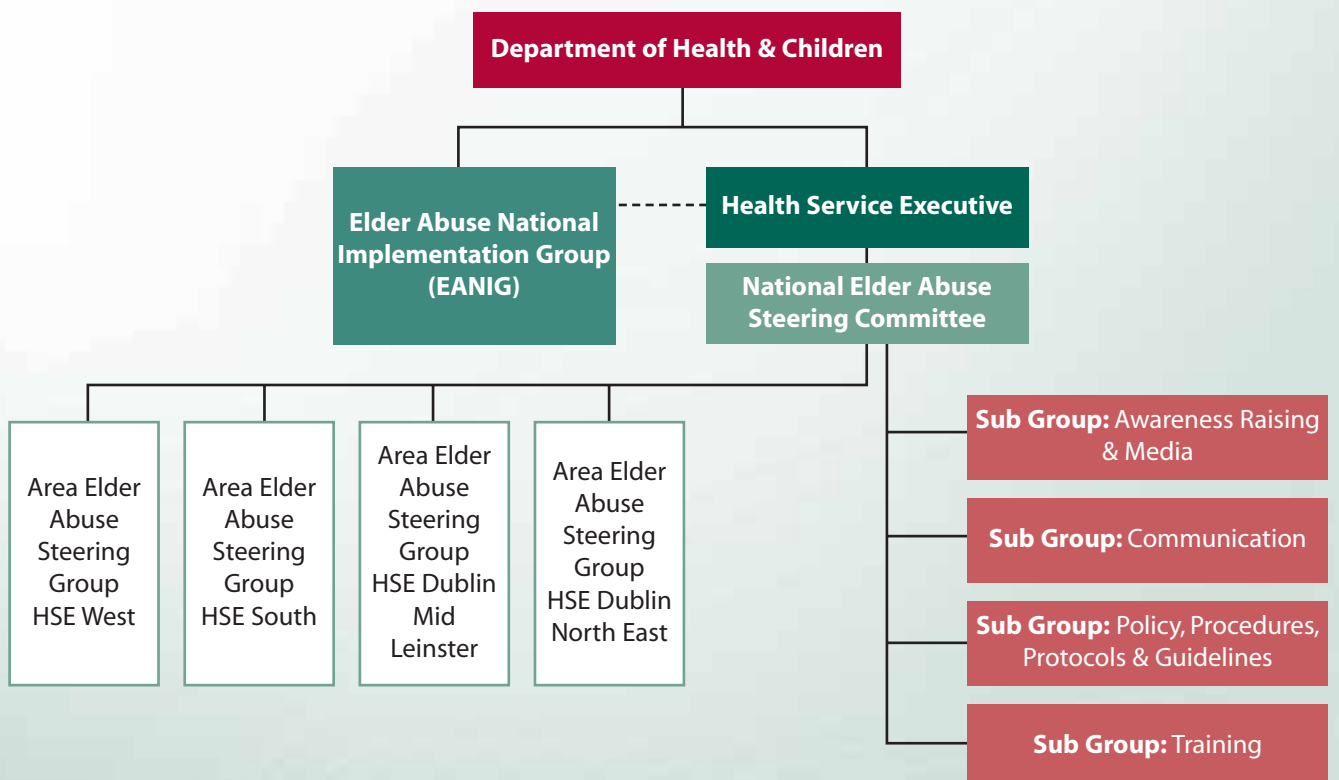 Department of Health & Children
Elder Abuse National
Implementation Group
(EANIG)
Health Service Executive
National Elder Abuse
Steering Committee
Area Elder
Abuse
Steering
Group
HSE West
Area Elder
Abuse
Steering
Group
HSE South
Area Elder
Abuse
Steering
Group
HSE Dublin
Mid
Leinster
Area Elder
Abuse
Steering
Group
HSE Dublin
North East
Sub Group: Awareness Raising
& Media
Sub Group: Communication
Sub Group: Policy, Procedures,
Protocols & Guidelines
Sub Group: Training